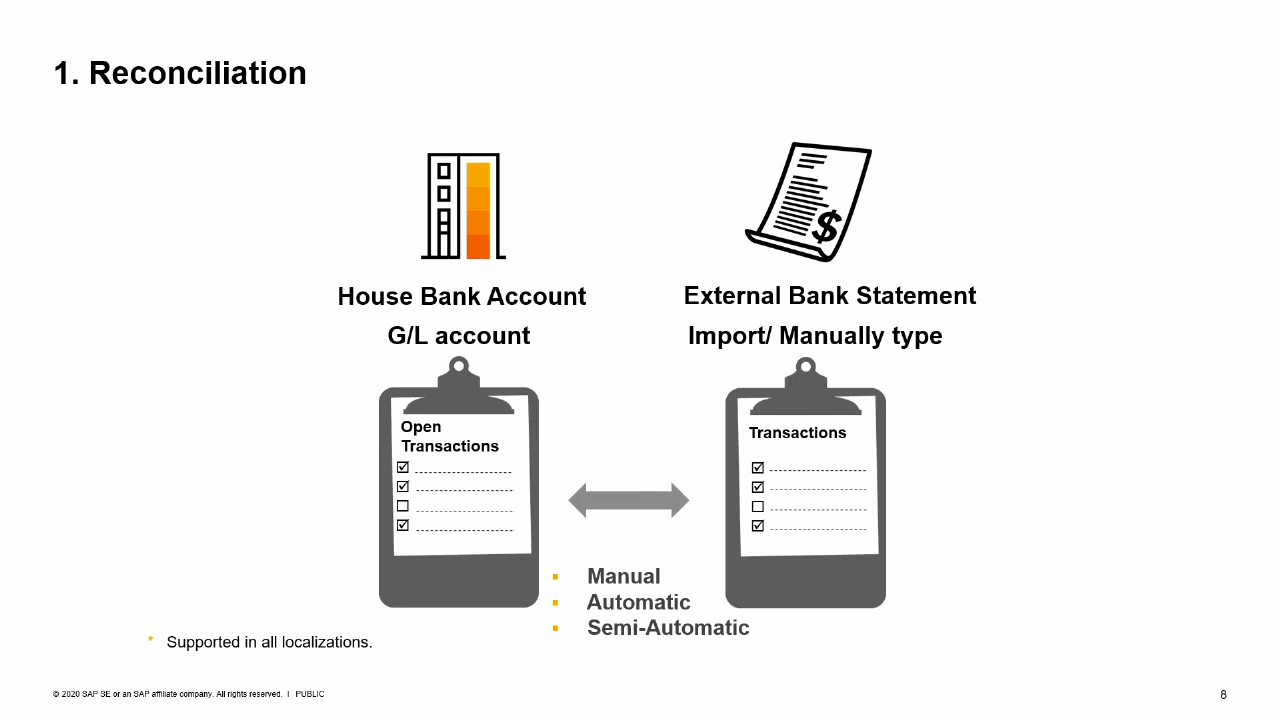 1. Reconciliation
$
House Bank Account
External Bank Statement
G/L account
Import/ Manually type
Open
Transactions
Transactions
▪ Manual
▪ Automatic
▪ Semi-Automatic
* Supported in all localizations.
© 2020 SAP SE or an SAP affiliate company. All rights reserved. ǀ PUBLIC
8